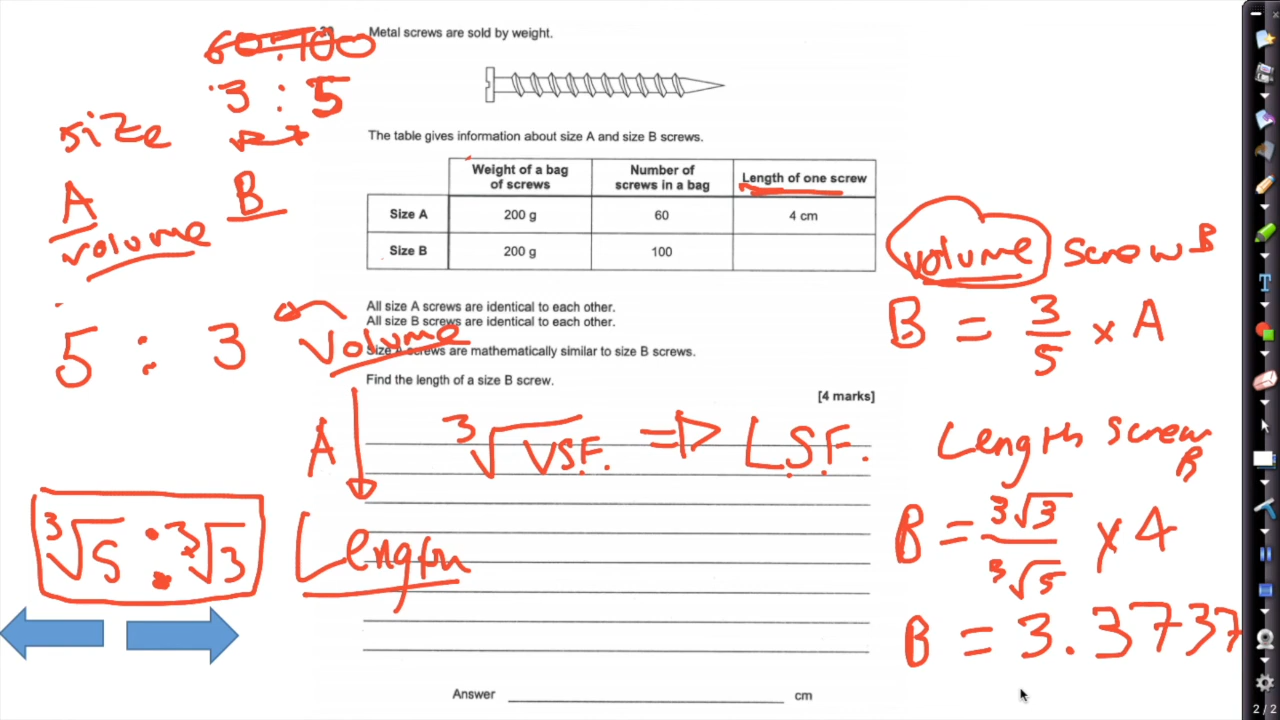 Metal screws are sold by weight.
60:100
3 : 5
size
A B
volume
The table gives information about size A and size B screws.
Weight of a bag of screws Number of screws in a bag Length of one screw
Size A 200 g 60 4 cm
Size B 200 g 100
5 : 3
All size A screws are identical to each other.
All size B screws are identical to each other.
Volume
Size A screws are mathematically similar to size B screws.
Find the length of a size B screw.
[4 marks]
A ³√VSF. => L.S.F.
³√5 : ³√3 Length
volume screw B
B = 3/5 × A
Length screw B
B = ³√3/³√5 × 4
B = 3.3737
Answer cm
2 / 2